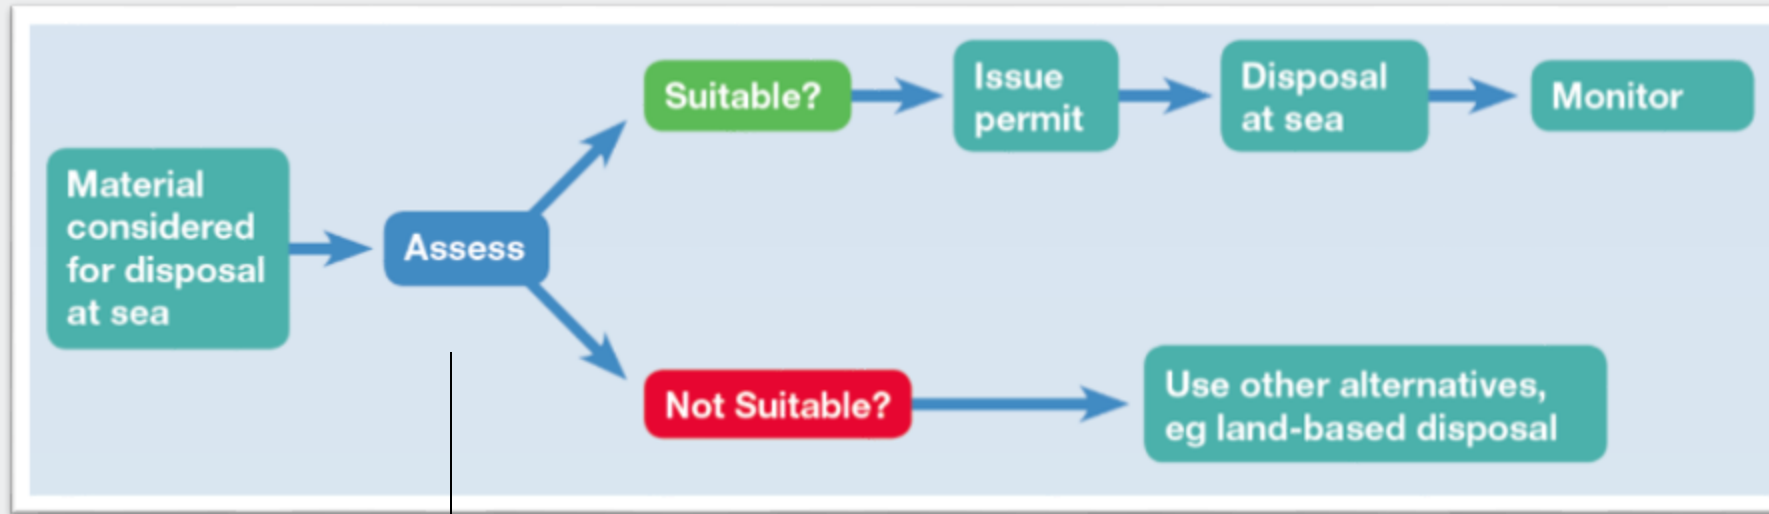 Material
considered
for disposal
at sea
Assess
Suitable?
Issue
permit
Disposal
at sea
Monitor
Not Suitable?
Use other alternatives,
eg land-based disposal